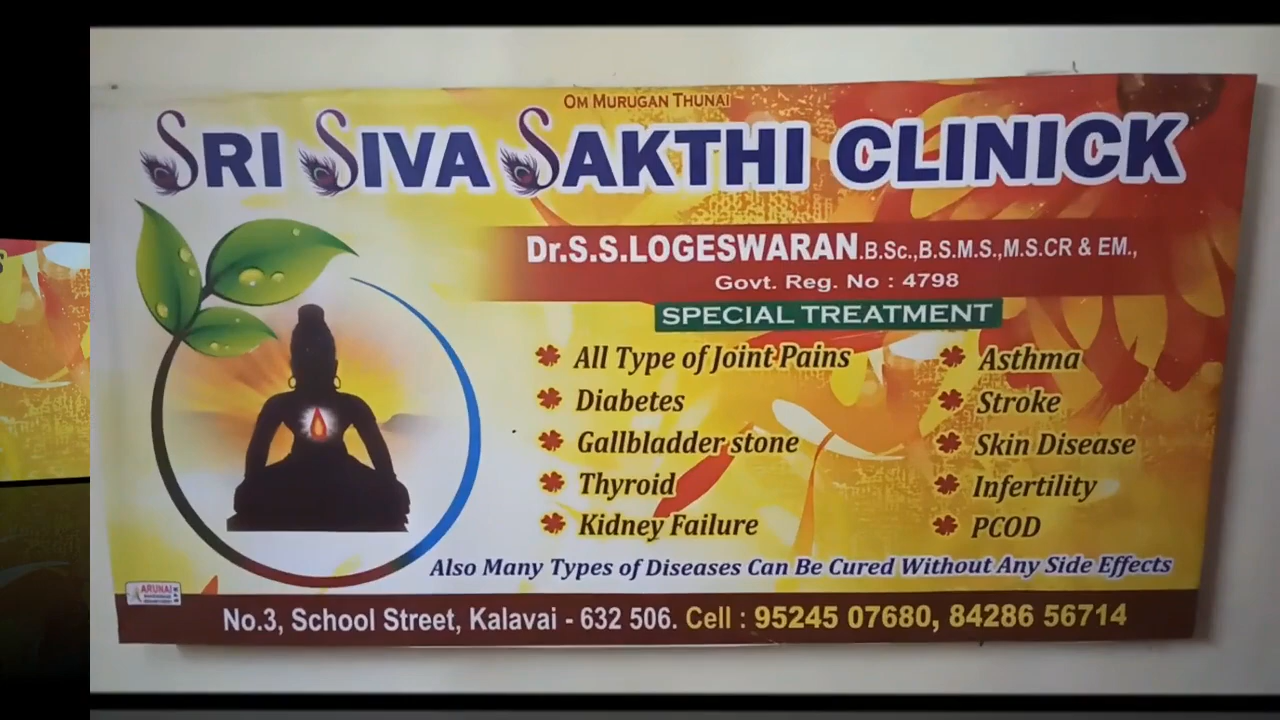 OM MURUGAN THUNAI
SRI SIVA SAKTHI CLINICK
Dr.S.S.LOGESWARAN.B.Sc.,B.S.M.S.,M.S.CR & EM.,
Govt. Reg. No : 4798
SPECIAL TREATMENT
All Type of Joint Pains
Diabetes
Gallbladder stone
Thyroid
Kidney Failure
Asthma
Stroke
Skin Disease
Infertility
PCOD
Also Many Types of Diseases Can Be Cured Without Any Side Effects
ARUNAI
No.3, School Street, Kalavai - 632 506. Cell : 95245 07680, 84286 56714